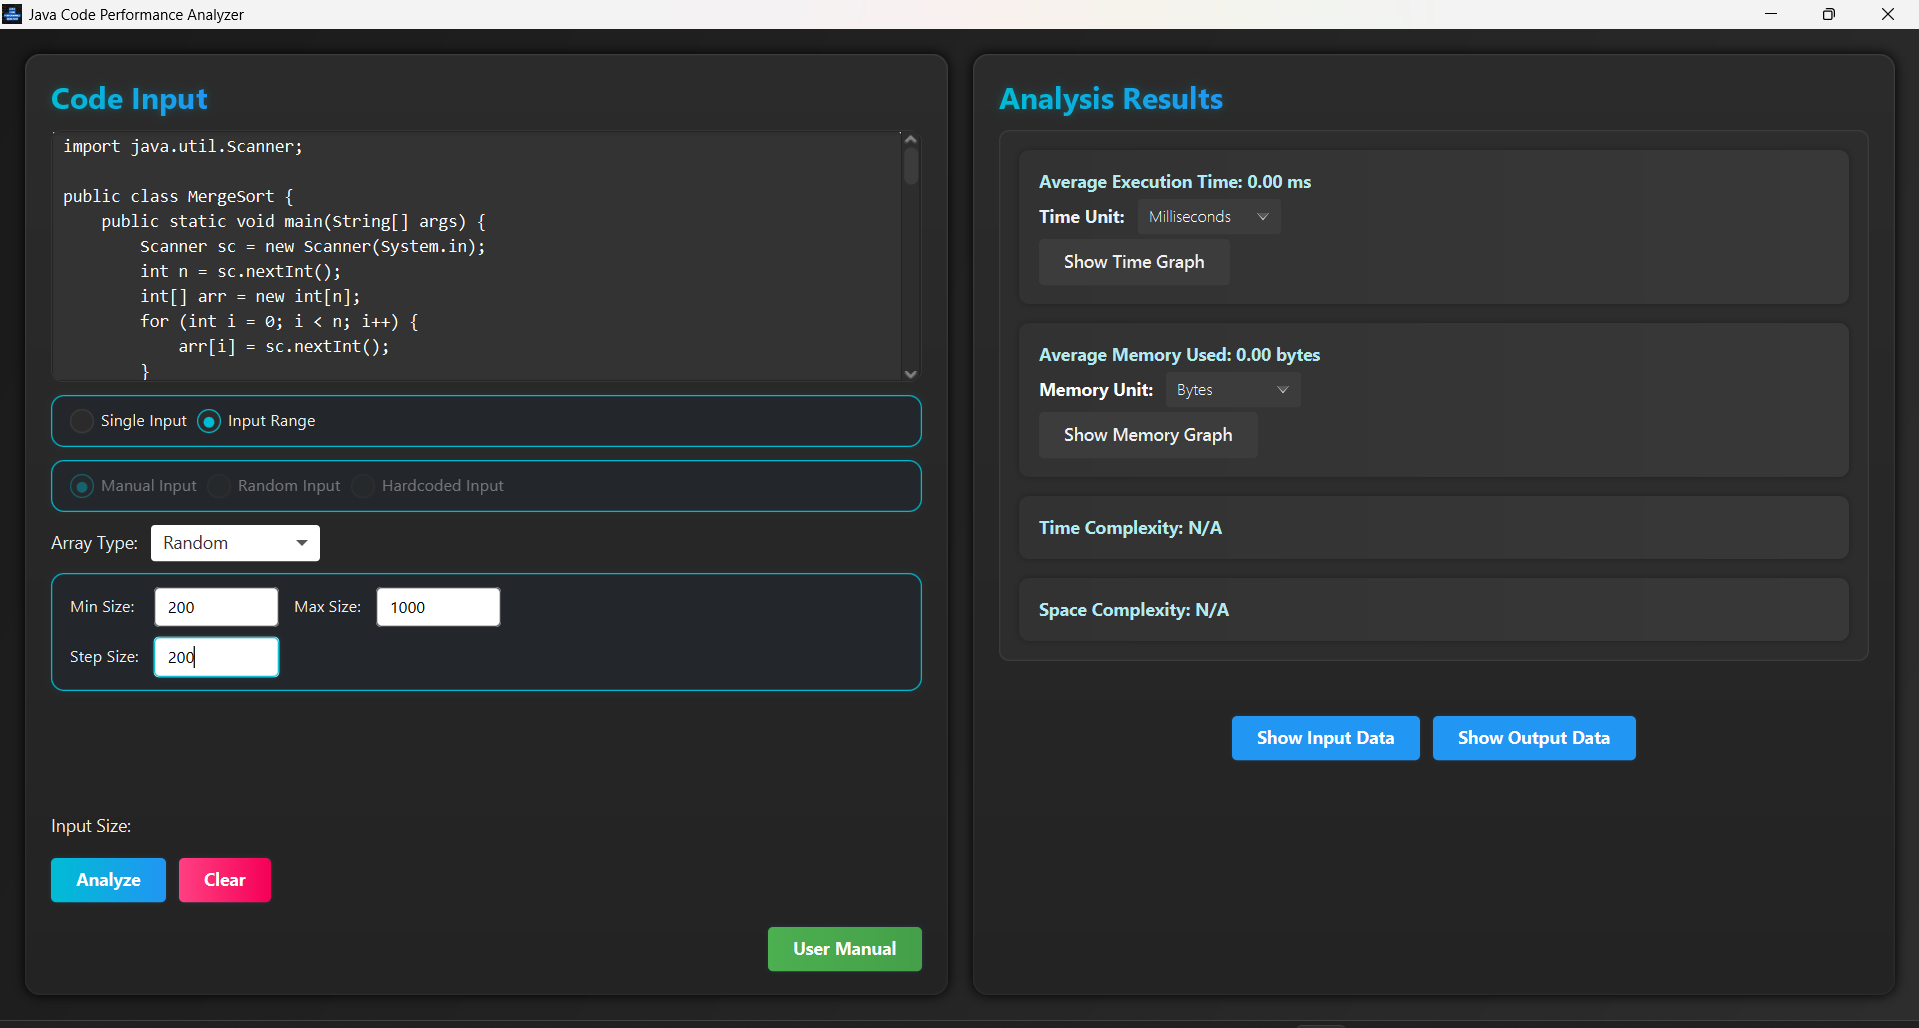 Java Code Performance Analyzer
Code Input
import java.util.Scanner;
public class MergeSort {
public static void main(String[] args) {
Scanner sc = new Scanner(System.in);
int n = sc.nextInt();
int[] arr = new int[n];
for (int i = 0; i < n; i++) {
arr[i] = sc.nextInt();
}
Single Input Input Range
Manual Input Random Input Hardcoded Input
Array Type: Random
Min Size: 200 Max Size: 1000
Step Size: 200
Input Size:
Analyze Clear
User Manual
Analysis Results
Average Execution Time: 0.00 ms
Time Unit: Milliseconds
Show Time Graph
Average Memory Used: 0.00 bytes
Memory Unit: Bytes
Show Memory Graph
Time Complexity: N/A
Space Complexity: N/A
Show Input Data Show Output Data